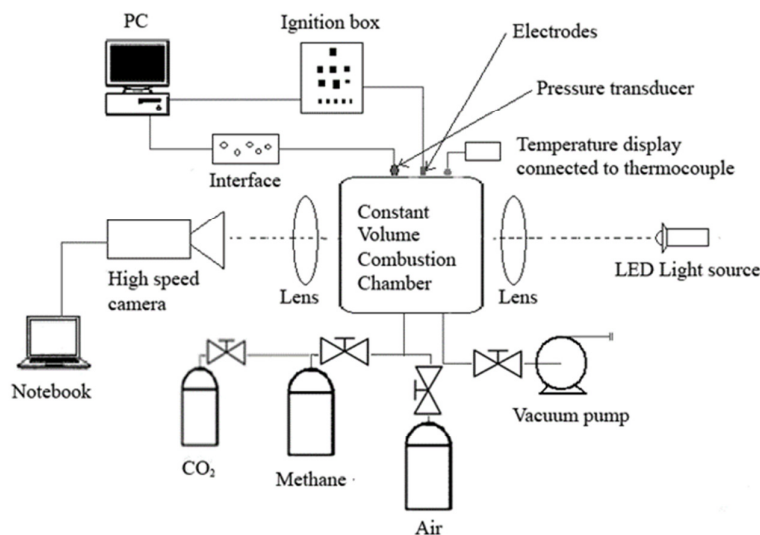 PC
Ignition box
Electrodes
Pressure transducer
Temperature display
connected to thermocouple
Interface
Constant
Volume
Combustion
Chamber
High speed
camera
Lens
Lens
LED Light source
Notebook
Vacuum pump
CO₂
Methane
Air